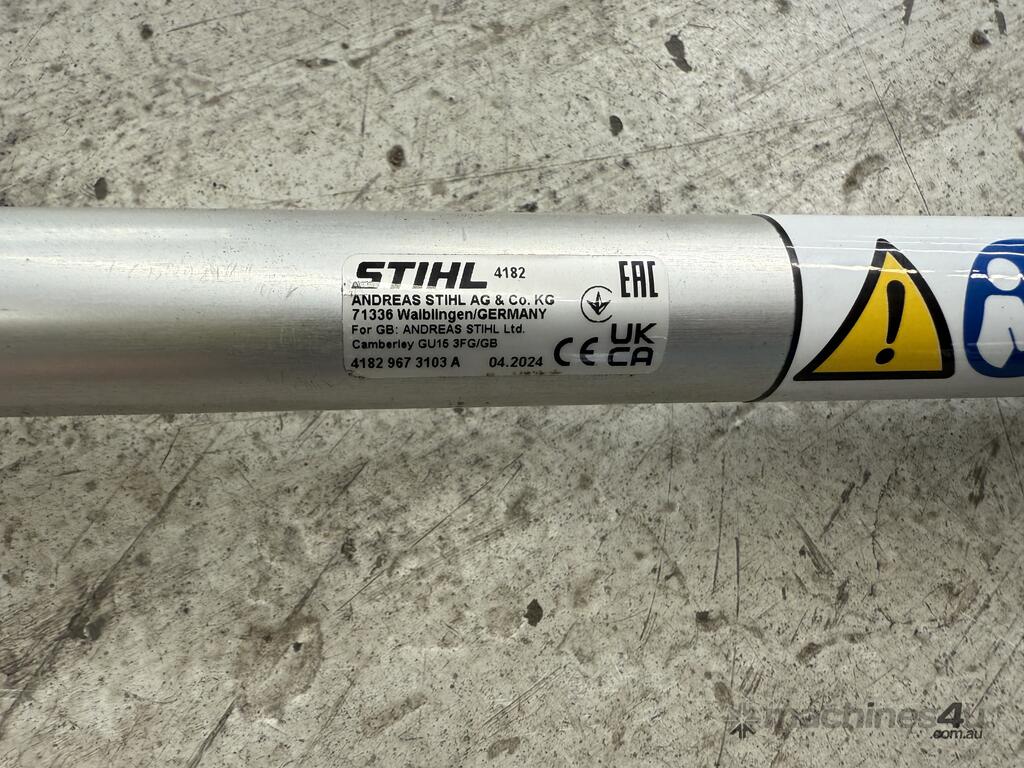 STIHL 4182
ANDREAS STIHL AG & Co. KG
71336 Waiblingen/GERMANY
For GB: ANDREAS STIHL Ltd.
Camberley GU15 3FG/GB
4182 967 3103 A 04.2024
EAC
CE
UK
CA
!
machines4u
.com.au